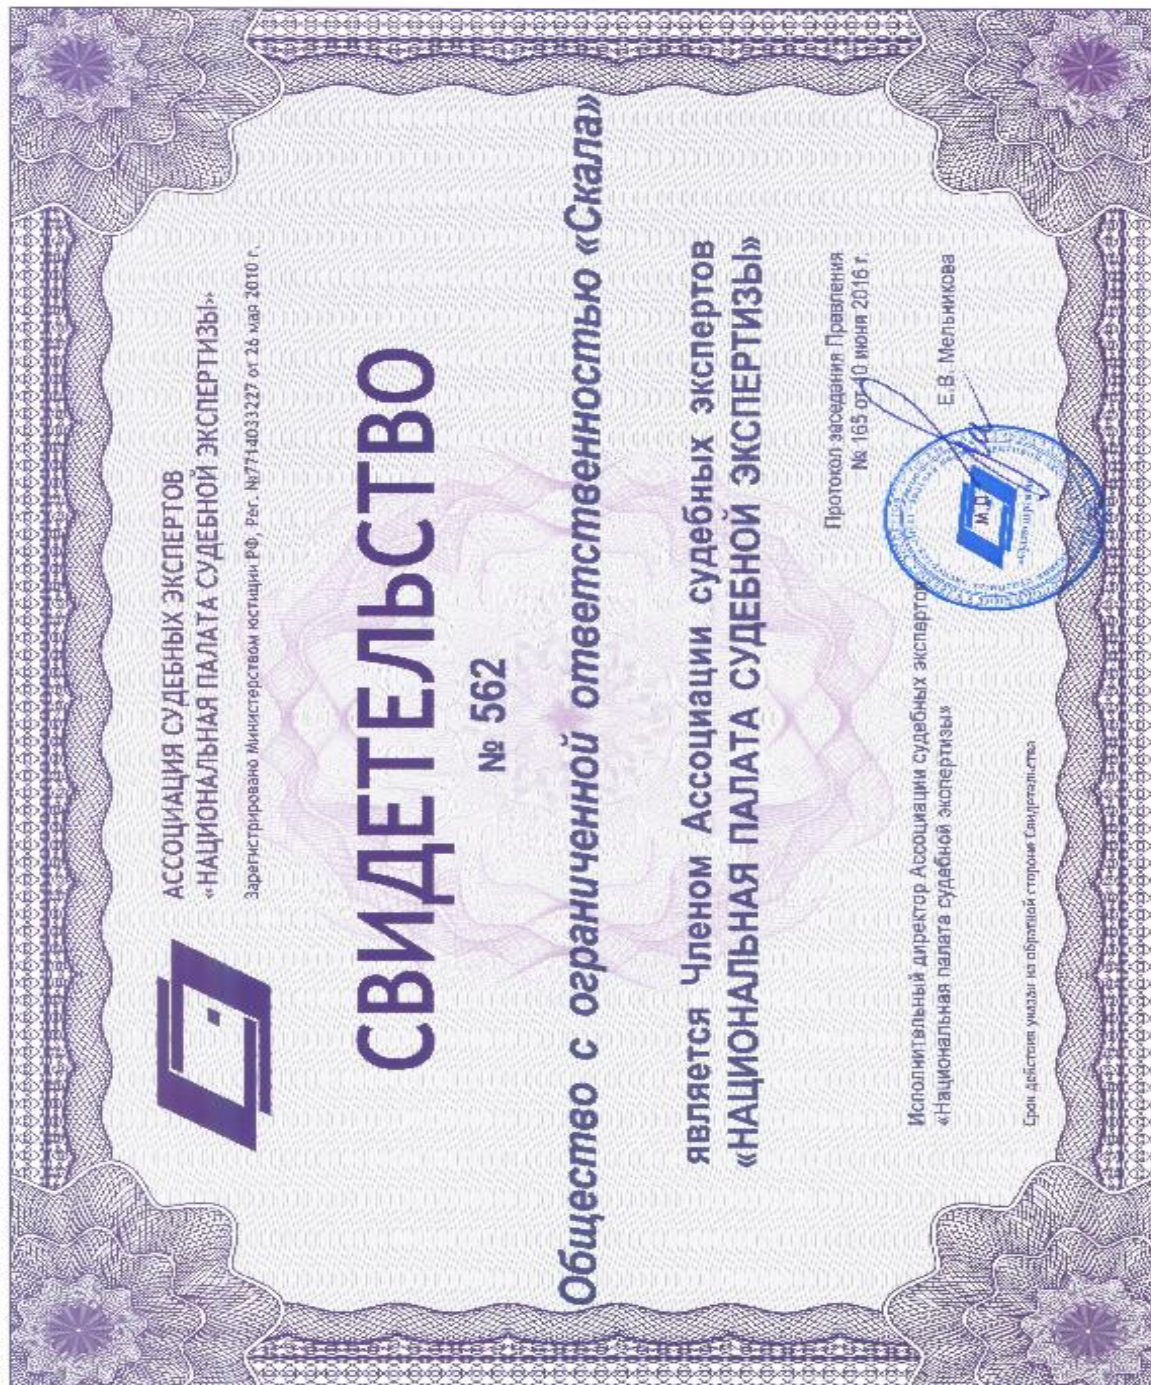 АССОЦИАЦИЯ СУДЕБНЫХ ЭКСПЕРТОВ
«НАЦИОНАЛЬНАЯ ПАЛАТА СУДЕБНОЙ ЭКСПЕРТИЗЫ»
Зарегистрировано Министерством юстиции РФ, Рег. №7714033227 от 26 мая 2010 г.
СВИДЕТЕЛЬСТВО
№ 562
Общество с ограниченной ответственностью «Скала»
является Членом Ассоциации судебных экспертов
«НАЦИОНАЛЬНАЯ ПАЛАТА СУДЕБНОЙ ЭКСПЕРТИЗЫ»
Протокол заседания Правления
№ 165 от 10 июня 2016 г.
Исполнительный директор Ассоциации судебных экспертов
«Национальная палата судебной экспертизы»
Е.В. Мельникова
М.П.
Срок действия указан на обратной стороне Свидетельства